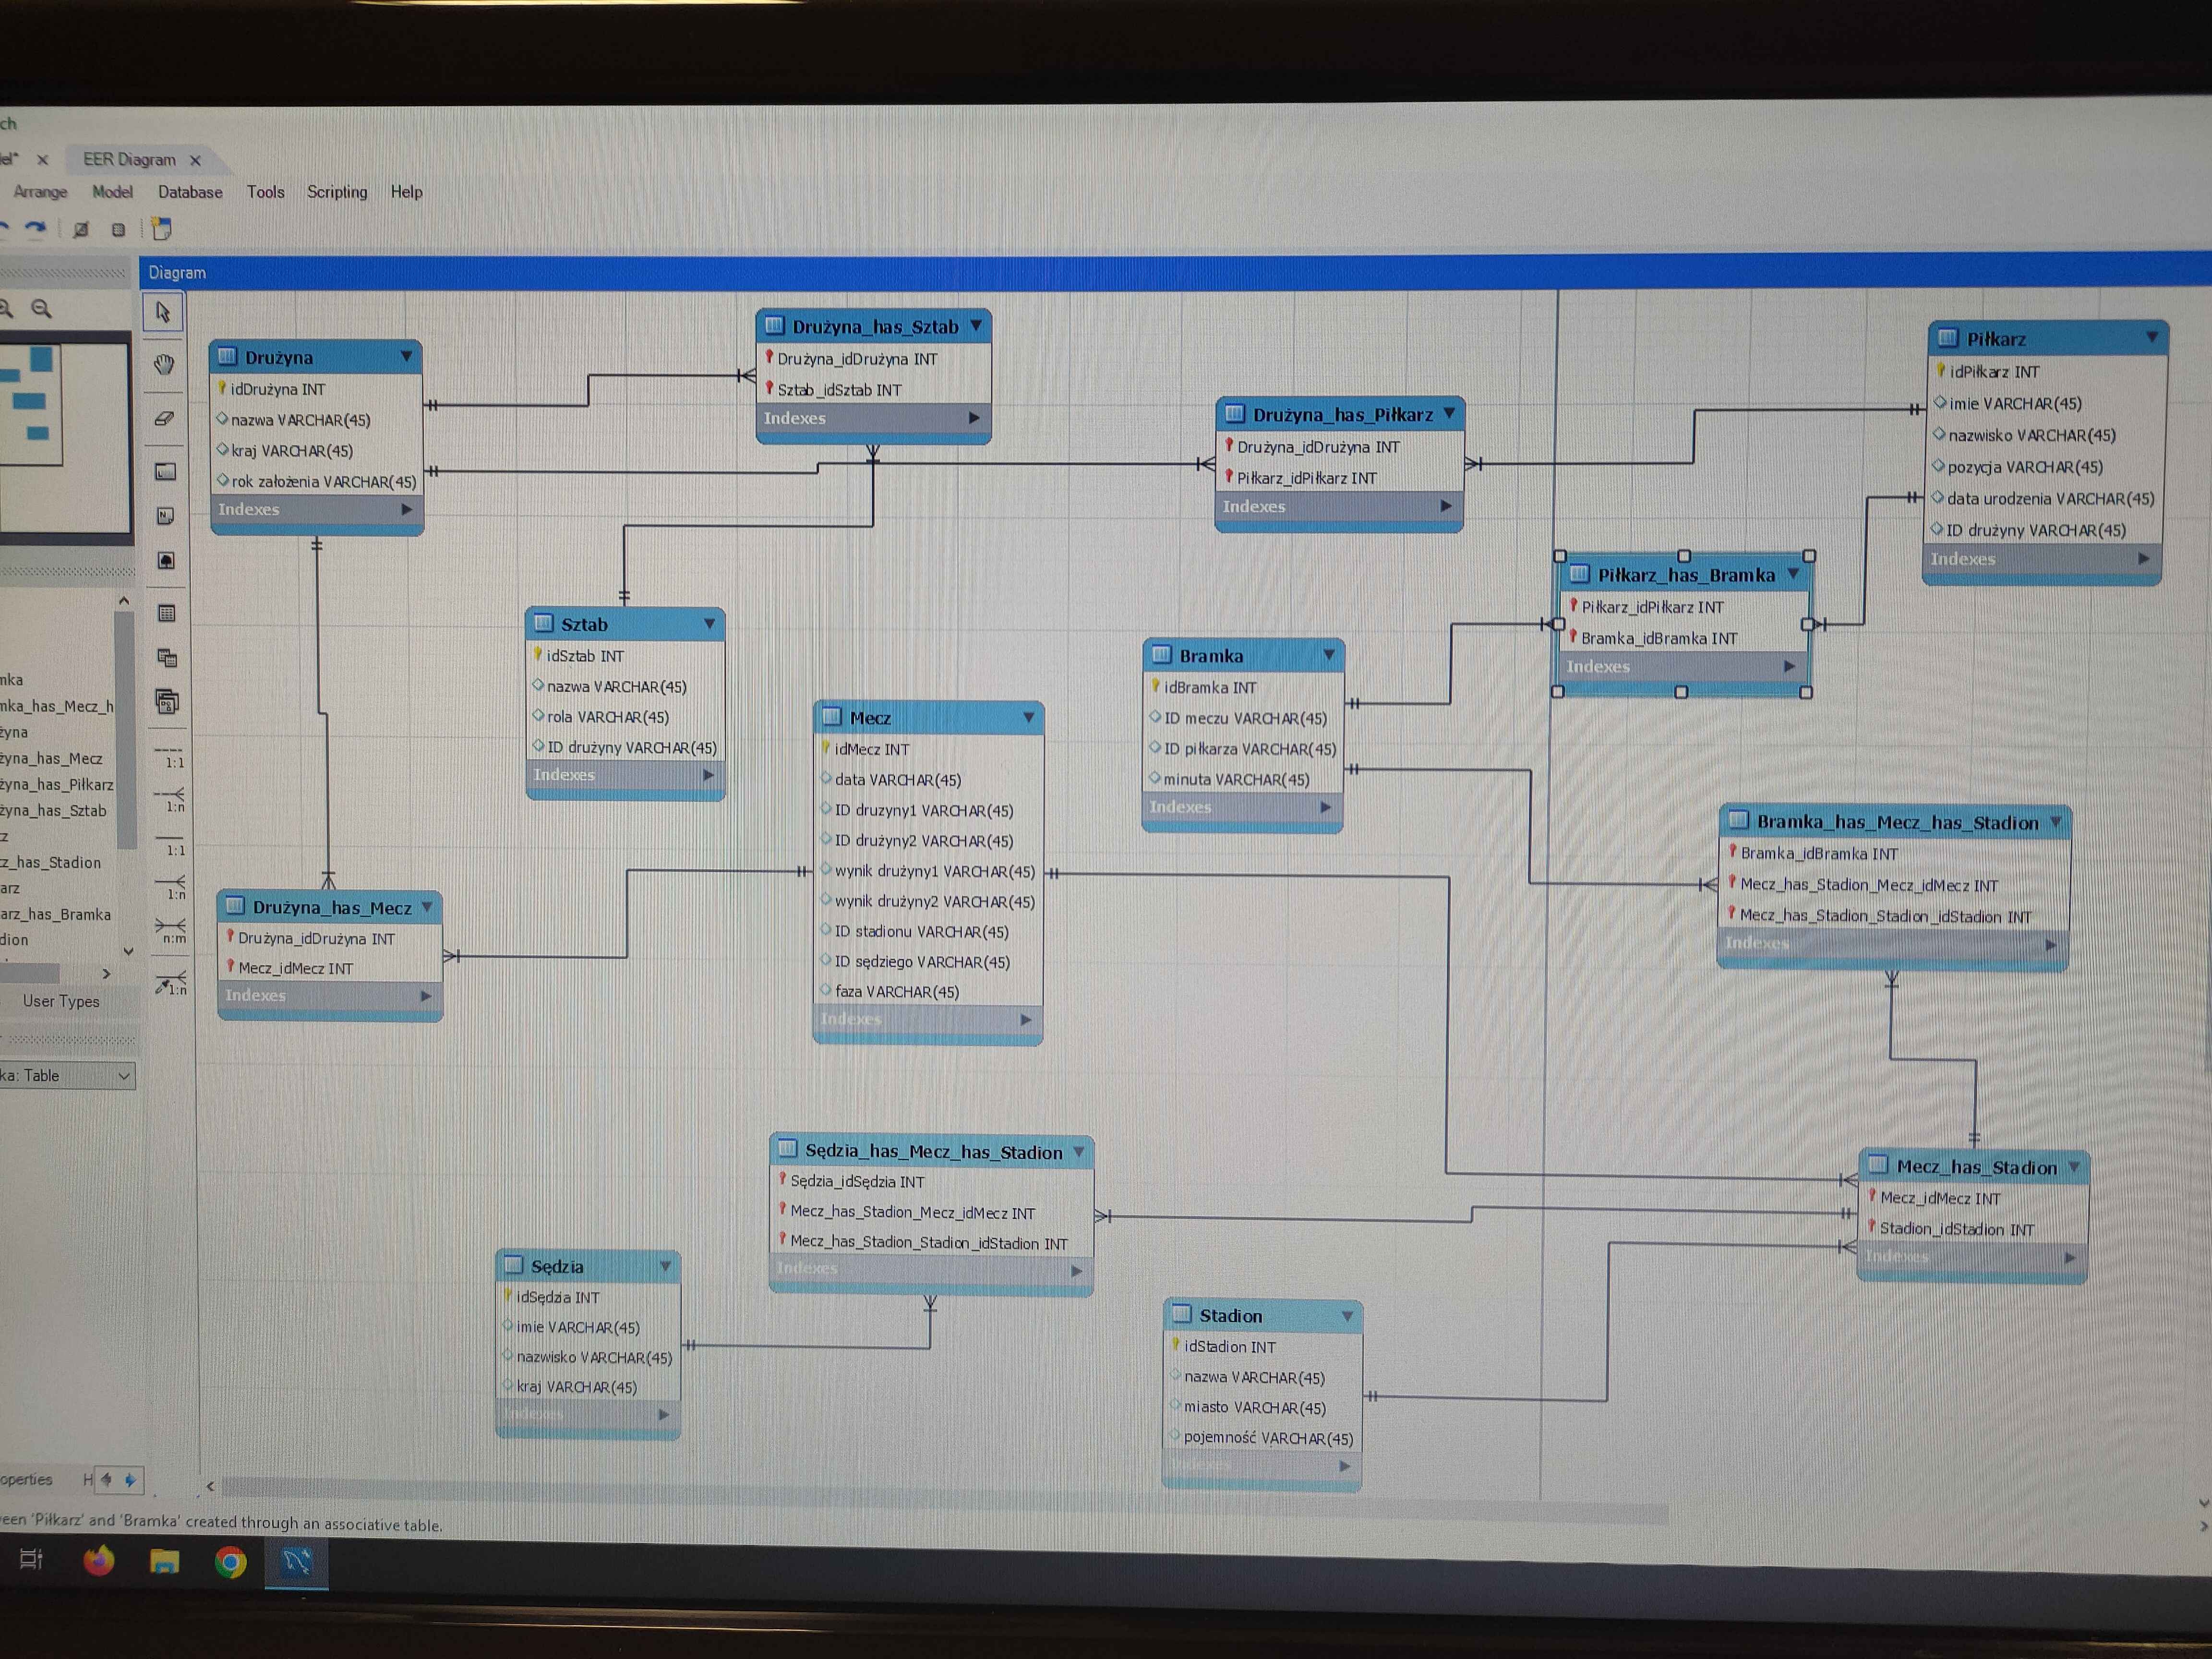 ch
el*
EER Diagram
Arrange Model Database Tools Scripting Help
Diagram
Drużyna
idDrużyna INT
nazwa VARCHAR(45)
kraj VARCHAR(45)
rok założenia VARCHAR(45)
Indexes
Drużyna_has_Sztab
Drużyna_idDrużyna INT
Sztab_idSztab INT
Indexes
Drużyna_has_Piłkarz
Drużyna_idDrużyna INT
Piłkarz_idPiłkarz INT
Indexes
Piłkarz
idPiłkarz INT
imie VARCHAR(45)
nazwisko VARCHAR(45)
pozycja VARCHAR(45)
data urodzenia VARCHAR(45)
ID drużyny VARCHAR(45)
Indexes
Piłkarz_has_Bramka
Piłkarz_idPiłkarz INT
Bramka_idBramka INT
Indexes
Sztab
idSztab INT
nazwa VARCHAR(45)
rola VARCHAR(45)
ID drużyny VARCHAR(45)
Indexes
Bramka
idBramka INT
ID meczu VARCHAR(45)
ID piłkarza VARCHAR(45)
minuta VARCHAR(45)
Indexes
Mecz
idMecz INT
data VARCHAR(45)
ID druzyny1 VARCHAR(45)
ID drużyny2 VARCHAR(45)
wynik drużyny1 VARCHAR(45)
wynik drużyny2 VARCHAR(45)
ID stadionu VARCHAR(45)
ID sędziego VARCHAR(45)
faza VARCHAR(45)
Indexes
Bramka_has_Mecz_has_Stadion
Bramka_idBramka INT
Mecz_has_Stadion_Mecz_idMecz INT
Mecz_has_Stadion_Stadion_idStadion INT
Indexes
Drużyna_has_Mecz
Drużyna_idDrużyna INT
Mecz_idMecz INT
Indexes
Sędzia_has_Mecz_has_Stadion
Sędzia_idSędzia INT
Mecz_has_Stadion_Mecz_idMecz INT
Mecz_has_Stadion_Stadion_idStadion INT
Indexes
Mecz_has_Stadion
Mecz_idMecz INT
Stadion_idStadion INT
Indexes
Sędzia
idSędzia INT
imie VARCHAR(45)
nazwisko VARCHAR(45)
kraj VARCHAR(45)
Indexes
Stadion
idStadion INT
nazwa VARCHAR(45)
miasto VARCHAR(45)
pojemność VARCHAR(45)
Indexes
1:1
1:n
1:1
1:n
n:m
1:n
mka
mka_has_Mecz_h
żyna
żyna_has_Mecz
żyna_has_Piłkarz
żyna_has_Sztab
cz
cz_has_Stadion
arz
arz_has_Bramka
dion
User Types
ka: Table
operties H
een 'Piłkarz' and 'Bramka' created through an associative table.